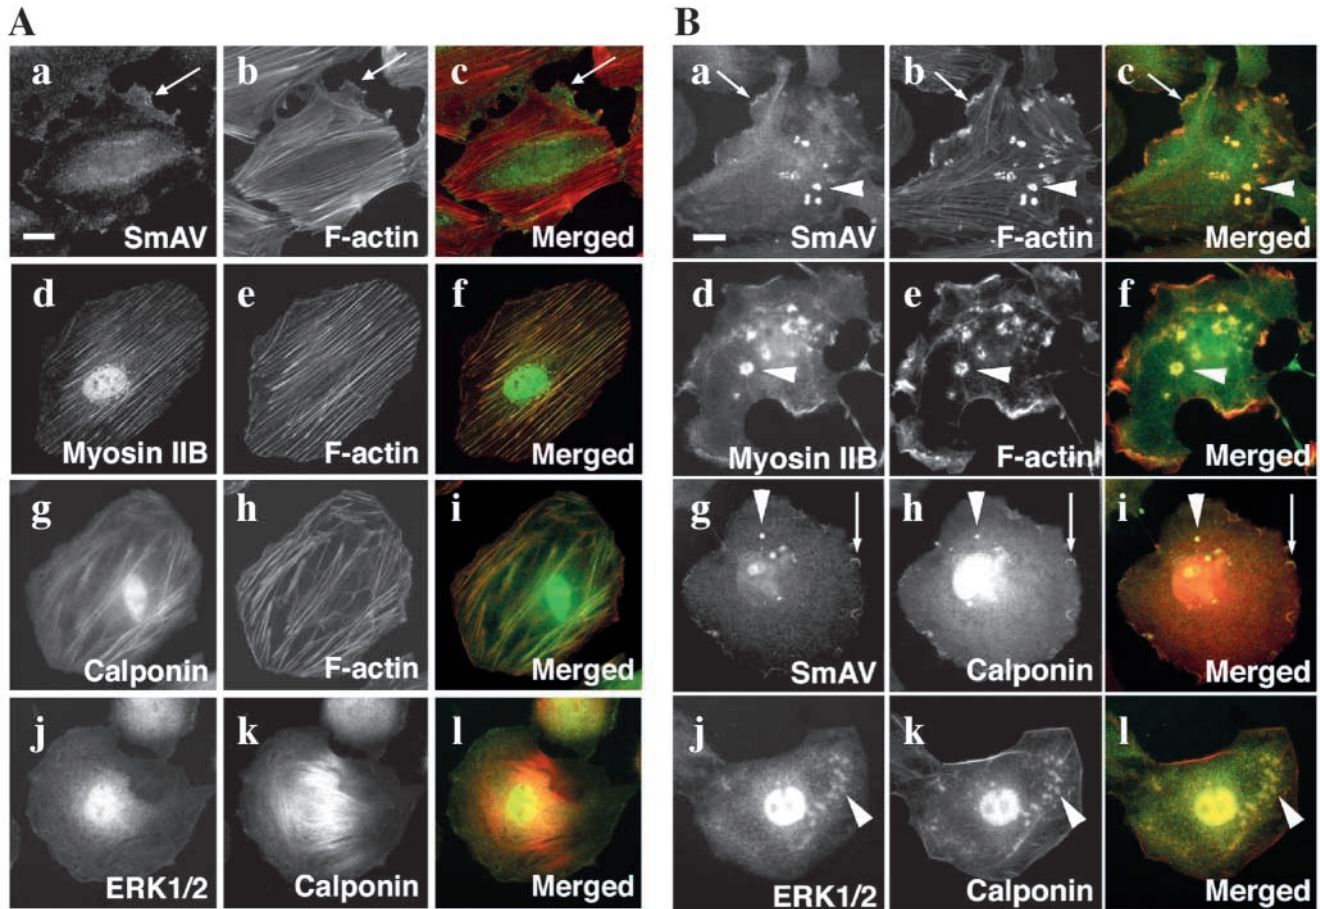 A B
a b c a b c
SmAV F-actin Merged SmAV F-actin Merged
d e f d e f
Myosin IIB F-actin Merged Myosin IIB F-actin Merged
g h i g h i
Calponin F-actin Merged SmAV Calponin Merged
j k l j k l
ERK1/2 Calponin Merged ERK1/2 Calponin Merged